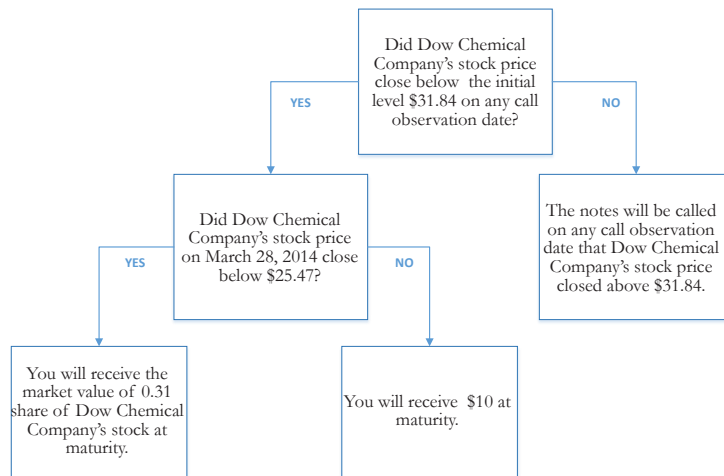 Did Dow Chemical
Company's stock price
close below the initial
level $31.84 on any call
observation date?
YES
NO
Did Dow Chemical
Company's stock price
on March 28, 2014 close
below $25.47?
The notes will be called
on any call observation
date that Dow Chemical
Company's stock price
closed above $31.84.
YES
NO
You will receive the
market value of 0.31
share of Dow Chemical
Company's stock at
maturity.
You will receive $10 at
maturity.